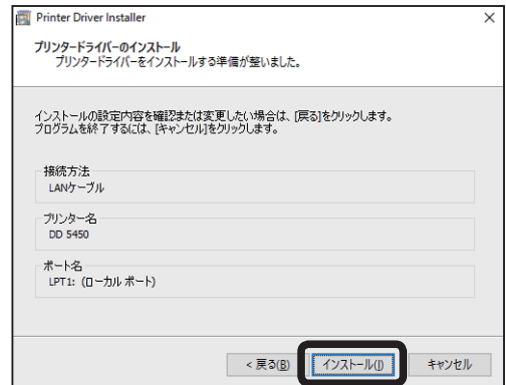 Printer Driver Installer
プリンタードライバーのインストール
プリンタードライバーをインストールする準備が整いました。
インストールの設定内容を確認または変更したい場合は、[戻る]をクリックします。
プログラムを終了するには、[キャンセル]をクリックします。
接続方法
LANケーブル
プリンター名
DD 5450
ポート名
LPT1: (ローカル ポート)
< 戻る(B) インストール(I) キャンセル